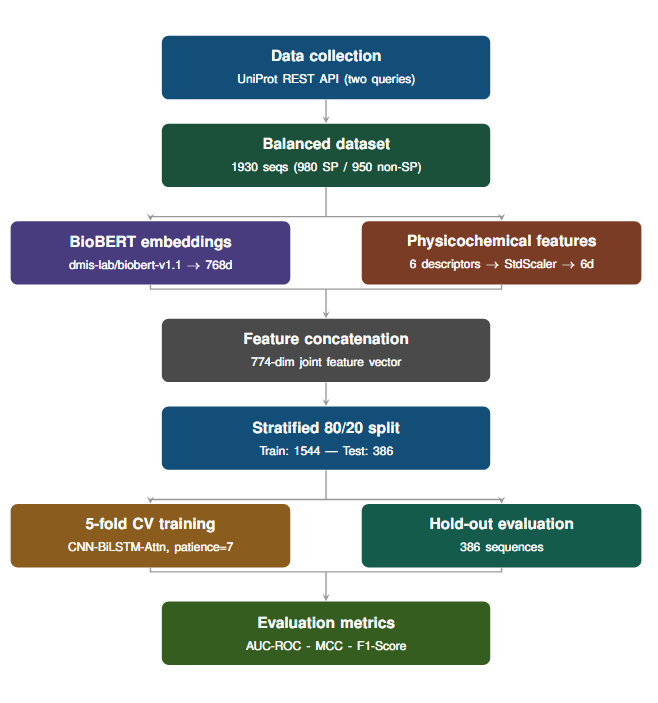 Data collection
UniProt REST API (two queries)
Balanced dataset
1930 seqs (980 SP / 950 non-SP)
BioBERT embeddings
dmis-lab/biobert-v1.1 → 768d
Physicochemical features
6 descriptors → StdScaler → 6d
Feature concatenation
774-dim joint feature vector
Stratified 80/20 split
Train: 1544 — Test: 386
5-fold CV training
CNN-BiLSTM-Attn, patience=7
Hold-out evaluation
386 sequences
Evaluation metrics
AUC-ROC - MCC - F1-Score